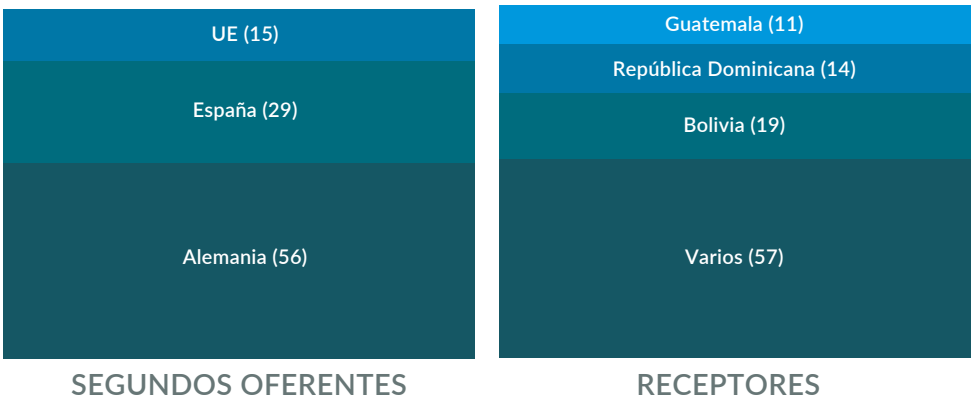 UE (15)
España (29)
Alemania (56)
SEGUNDOS OFERENTES
Guatemala (11)
República Dominicana (14)
Bolivia (19)
Varios (57)
RECEPTORES